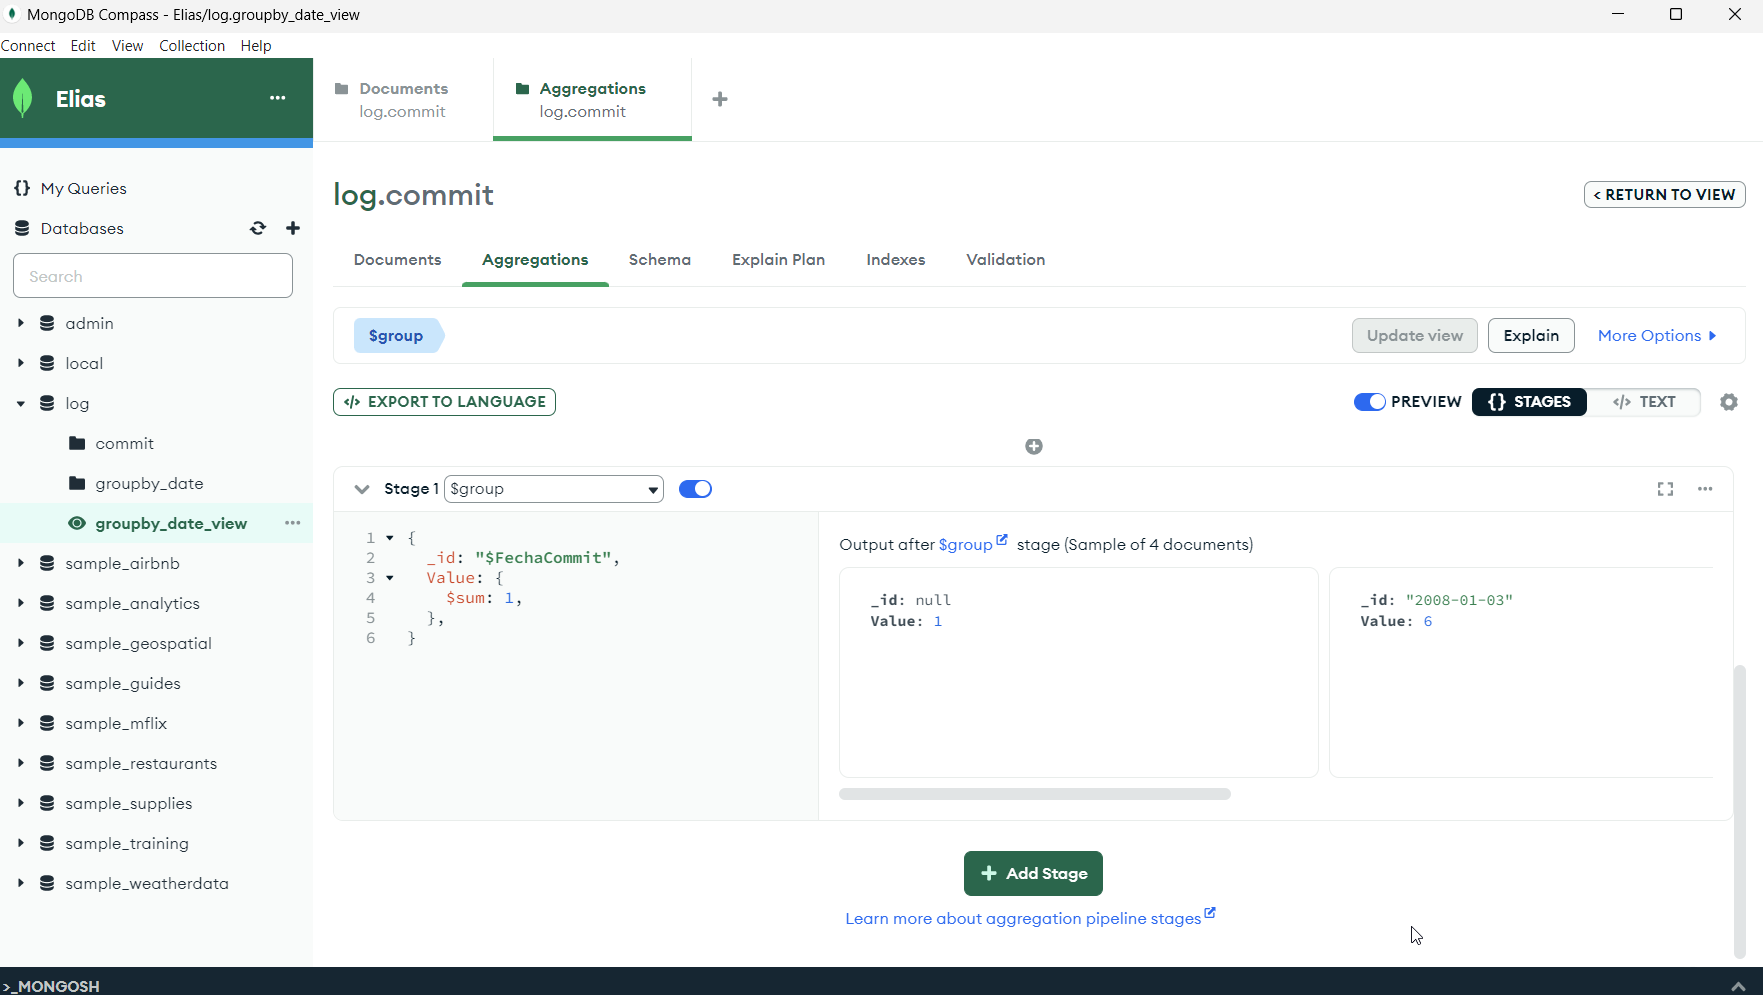 MongoDB Compass - Elias/log.groupby_date_view
Connect Edit View Collection Help
Elias
My Queries
Databases
Search
admin
local
log
commit
groupby_date
groupby_date_view
sample_airbnb
sample_analytics
sample_geospatial
sample_guides
sample_mflix
sample_restaurants
sample_supplies
sample_training
sample_weatherdata
Documents
log.commit
Aggregations
log.commit
log.commit
< RETURN TO VIEW
Documents Aggregations Schema Explain Plan Indexes Validation
$group
Update view Explain More Options
</> EXPORT TO LANGUAGE
PREVIEW {} STAGES </> TEXT
Stage 1 $group
1 {
2 _id: "$FechaCommit",
3 Value: {
4 $sum: 1,
5 },
6 }
Output after $group stage (Sample of 4 documents)
_id: null
Value: 1
_id: "2008-01-03"
Value: 6
+ Add Stage
Learn more about aggregation pipeline stages
>_MONGOSH